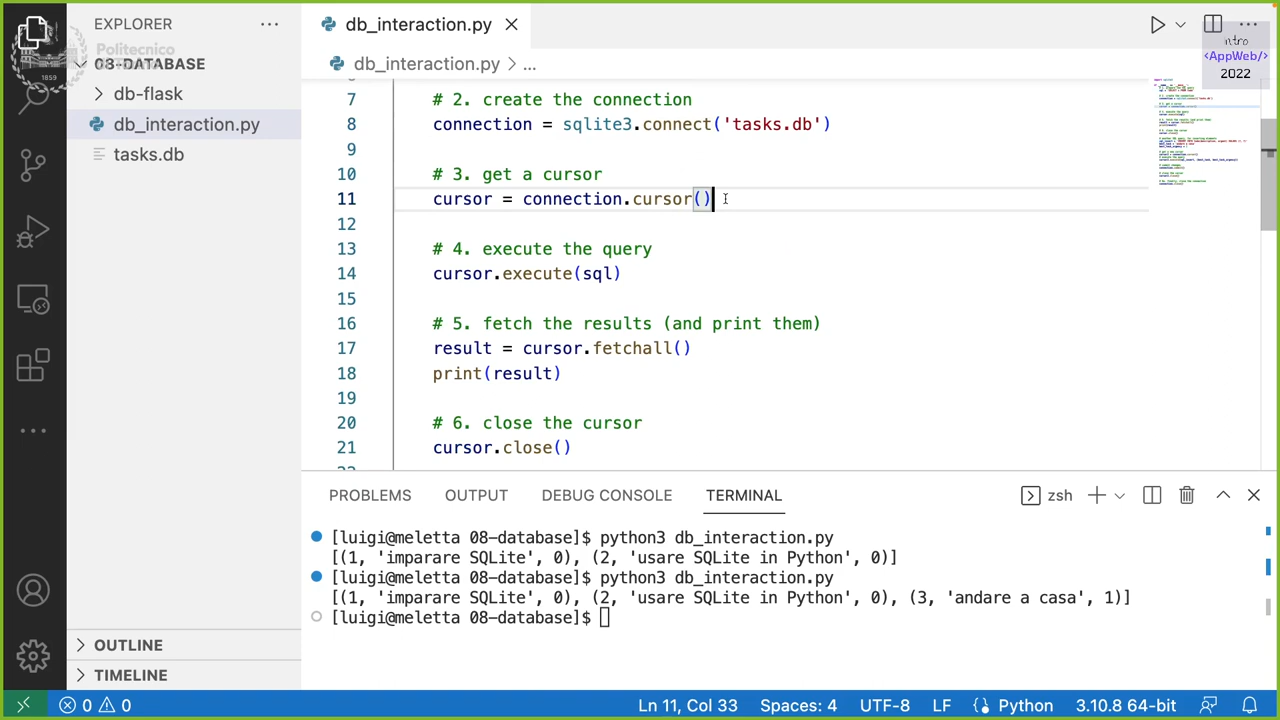 EXPLORER
Politecnico
1859
08-DATABASE
db-flask
db_interaction.py
tasks.db
OUTLINE
TIMELINE
db_interaction.py
db_interaction.py > ...
ntro
<AppWeb/>
2022
7 # 2. create the connection
8 connection = sqlite3.connect('tasks.db')
9
10 # 3. get a cursor
11 cursor = connection.cursor()
12
13 # 4. execute the query
14 cursor.execute(sql)
15
16 # 5. fetch the results (and print them)
17 result = cursor.fetchall()
18 print(result)
19
20 # 6. close the cursor
21 cursor.close()
PROBLEMS OUTPUT DEBUG CONSOLE TERMINAL zsh
[luigi@meletta 08-database]$ python3 db_interaction.py
[(1, 'imparare SQLite', 0), (2, 'usare SQLite in Python', 0)]
[luigi@meletta 08-database]$ python3 db_interaction.py
[(1, 'imparare SQLite', 0), (2, 'usare SQLite in Python', 0), (3, 'andare a casa', 1)]
[luigi@meletta 08-database]$
0 0 Ln 11, Col 33 Spaces: 4 UTF-8 LF Python 3.10.8 64-bit